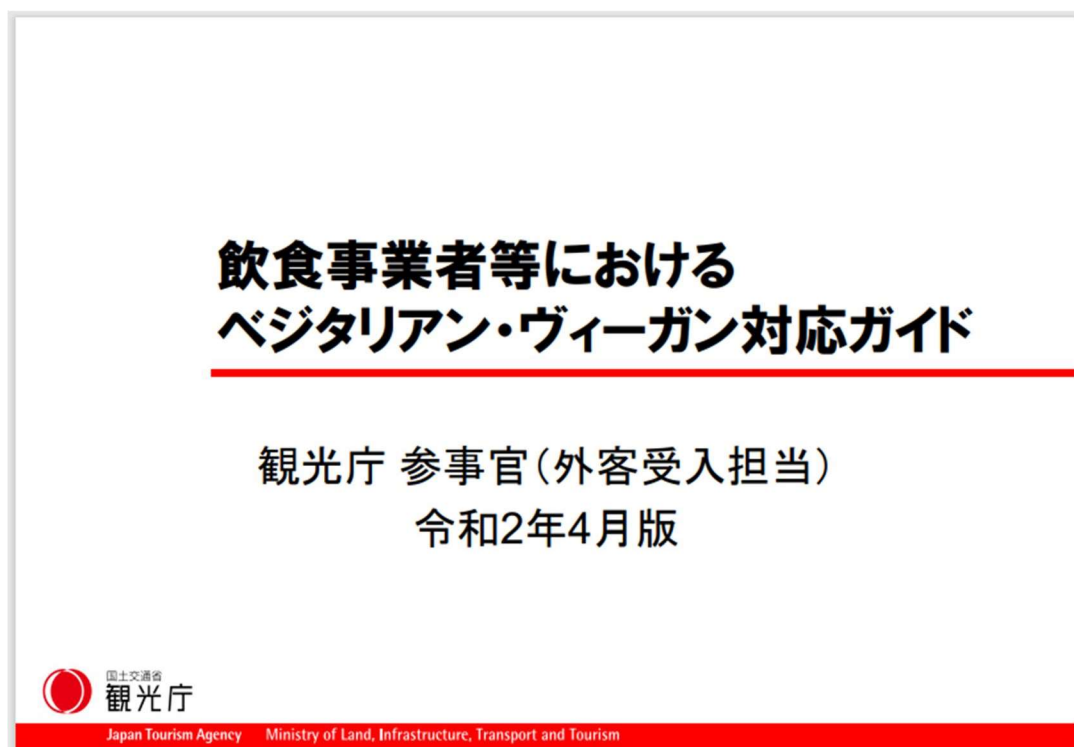 飲食事業者等における
ベジタリアン・ヴィーガン対応ガイド
観光庁 参事官(外客受入担当)
令和2年4月版
国土交通省
観光庁
Japan Tourism Agency Ministry of Land, Infrastructure, Transport and Tourism